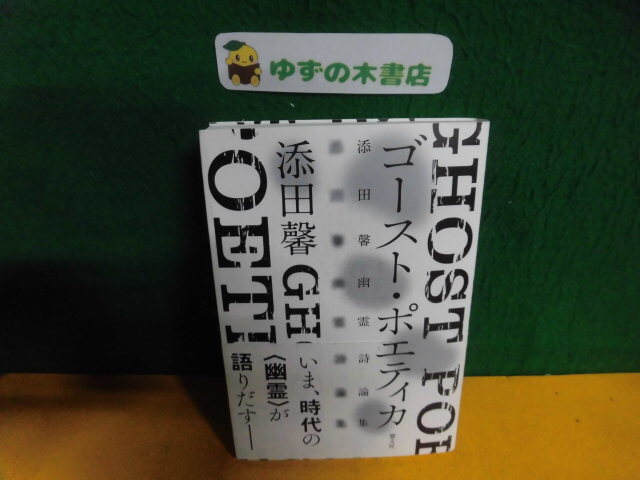 ゆずの木書店
GHOST POE
ゴースト・ポエティカ
添田馨幽霊詩論集
添田馨
GH
POETI
いま、時代の
〈幽霊〉が
語りだす——